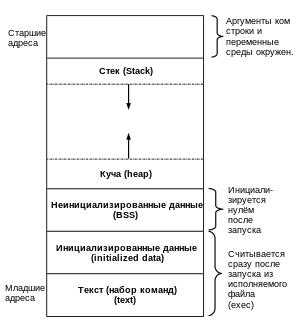 Старшие
адреса
Аргументы ком
строки и
переменные
среды окружен.
Стек (Stack)
Куча (heap)
Неинициализированные данные
(BSS)
Инициали-
зируется
нулём
после
запуска
Инициализированные данные
(initialized data)
Считывается
сразу после
запуска из
исполняемого
файла
(exec)
Младшие
адреса
Текст (набор команд)
(text)